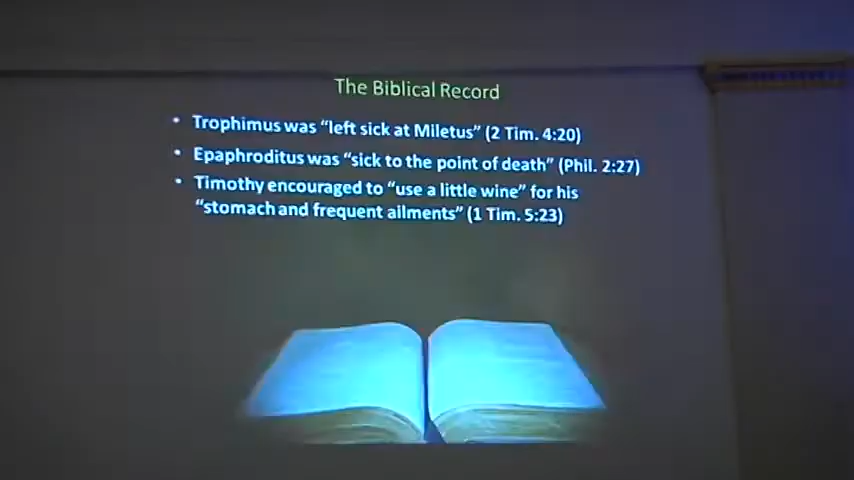 The Biblical Record
• Trophimus was “left sick at Miletus” (2 Tim. 4:20)
• Epaphroditus was “sick to the point of death” (Phil. 2:27)
• Timothy encouraged to “use a little wine” for his
“stomach and frequent ailments” (1 Tim. 5:23)